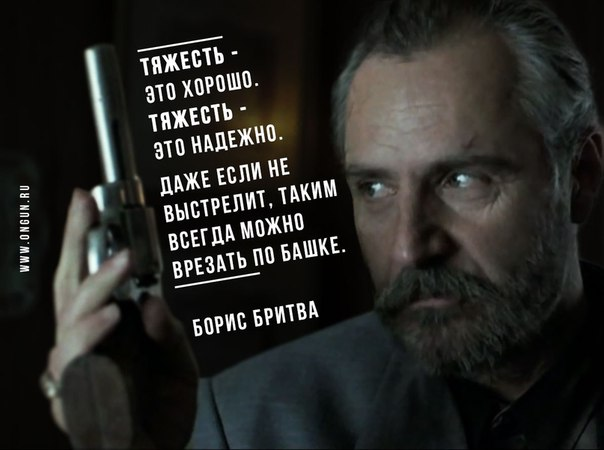 ТЯЖЕСТЬ -
ЭТО ХОРОШО.
ТЯЖЕСТЬ -
ЭТО НАДЕЖНО.
ДАЖЕ ЕСЛИ НЕ
ВЫСТРЕЛИТ, ТАКИМ
ВСЕГДА МОЖНО
ВРЕЗАТЬ ПО БАШКЕ.
БОРИС БРИТВА
WWW.ONGUN.RU